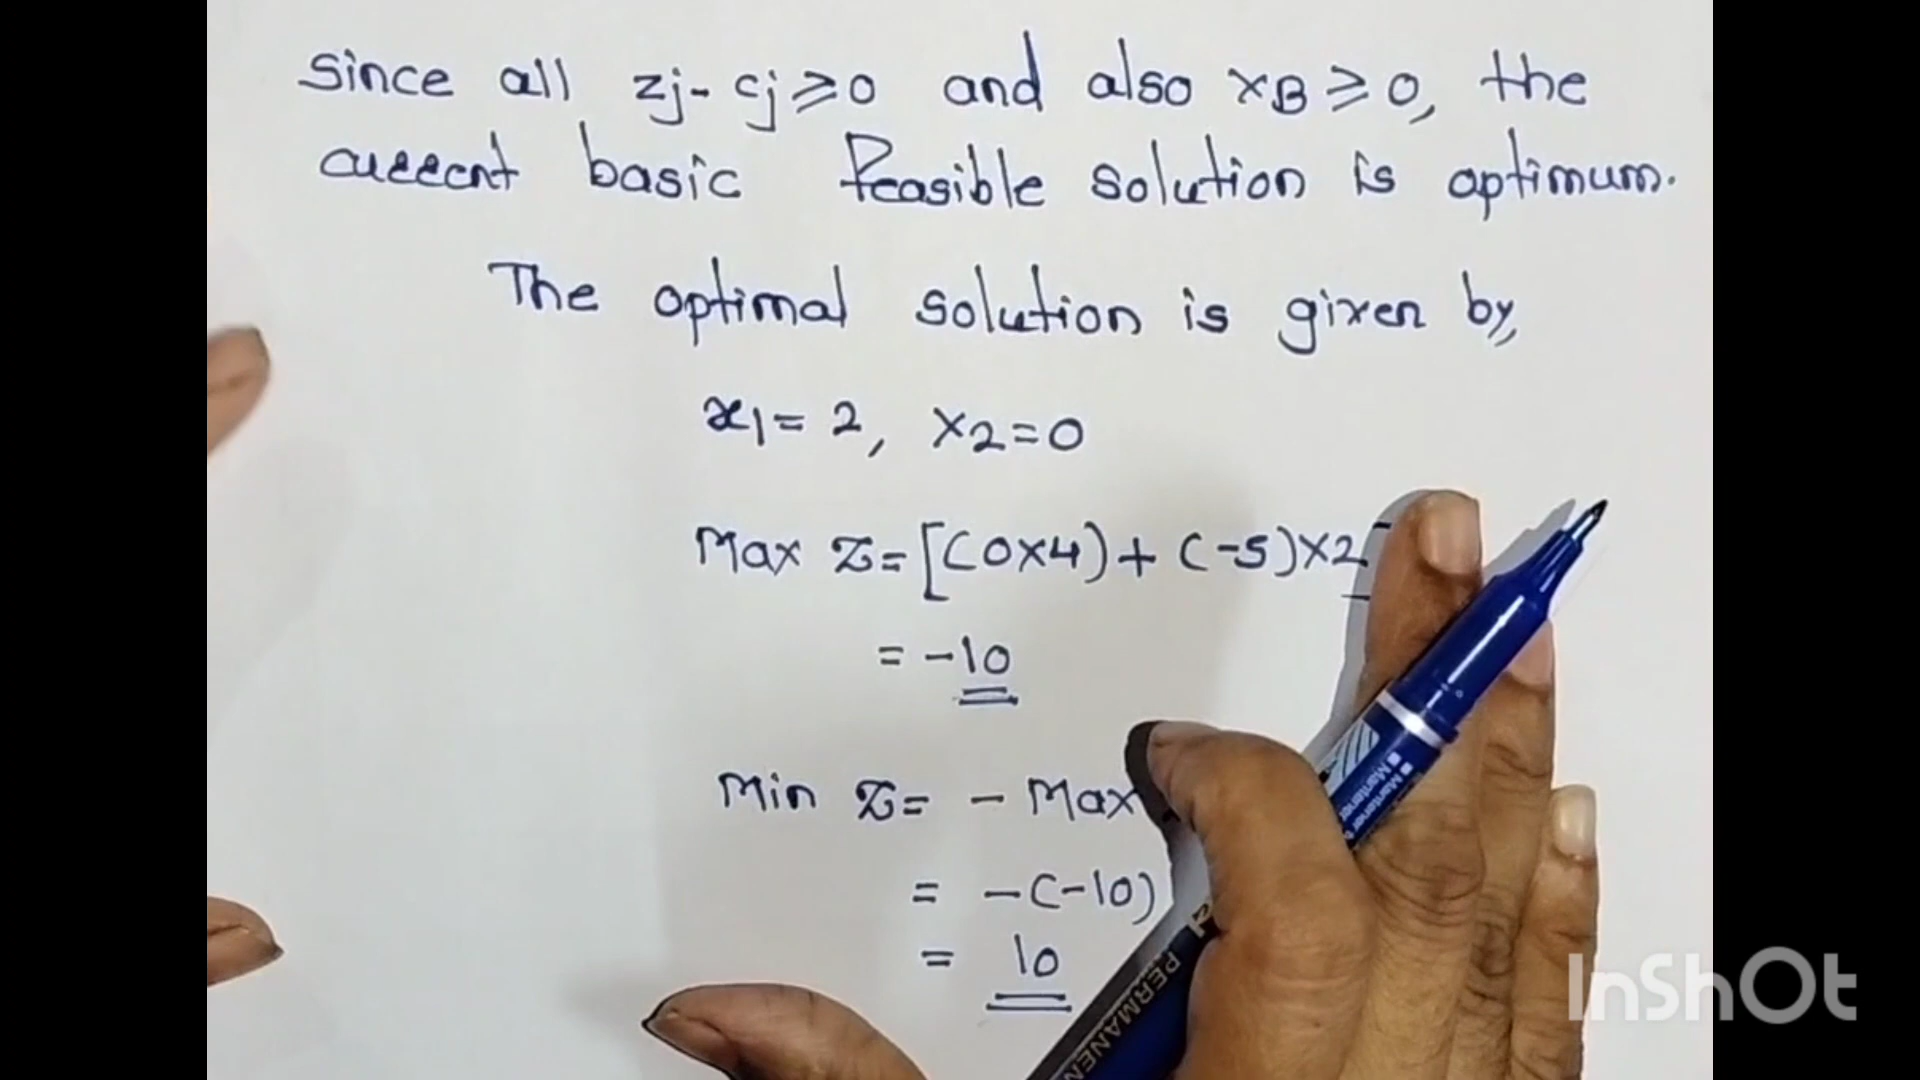 since all zj - cj ⩾ 0 and also xB ⩾ 0, the
current basic feasible solution is optimum.
The optimal solution is given by,
x1 = 2, x2 = 0
Max Z = [(0×4) + (-5)×2]
= -10
Min Z = - Max
= -(-10)
= 10
PERMANEN
InShOt